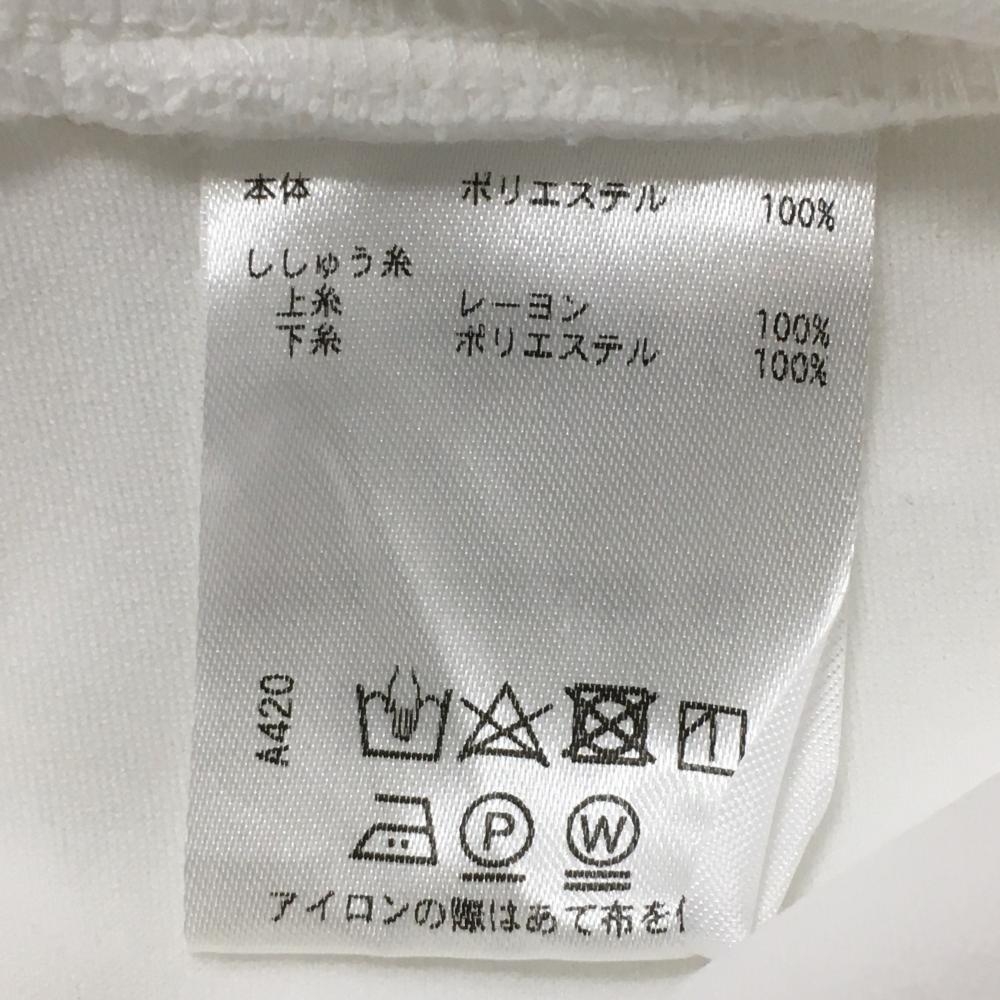 本体 ポリエステル 100%
ししゅう糸
上糸 レーヨン 100%
下糸 ポリエステル 100%
A420
P W
アイロンの際はあて布を